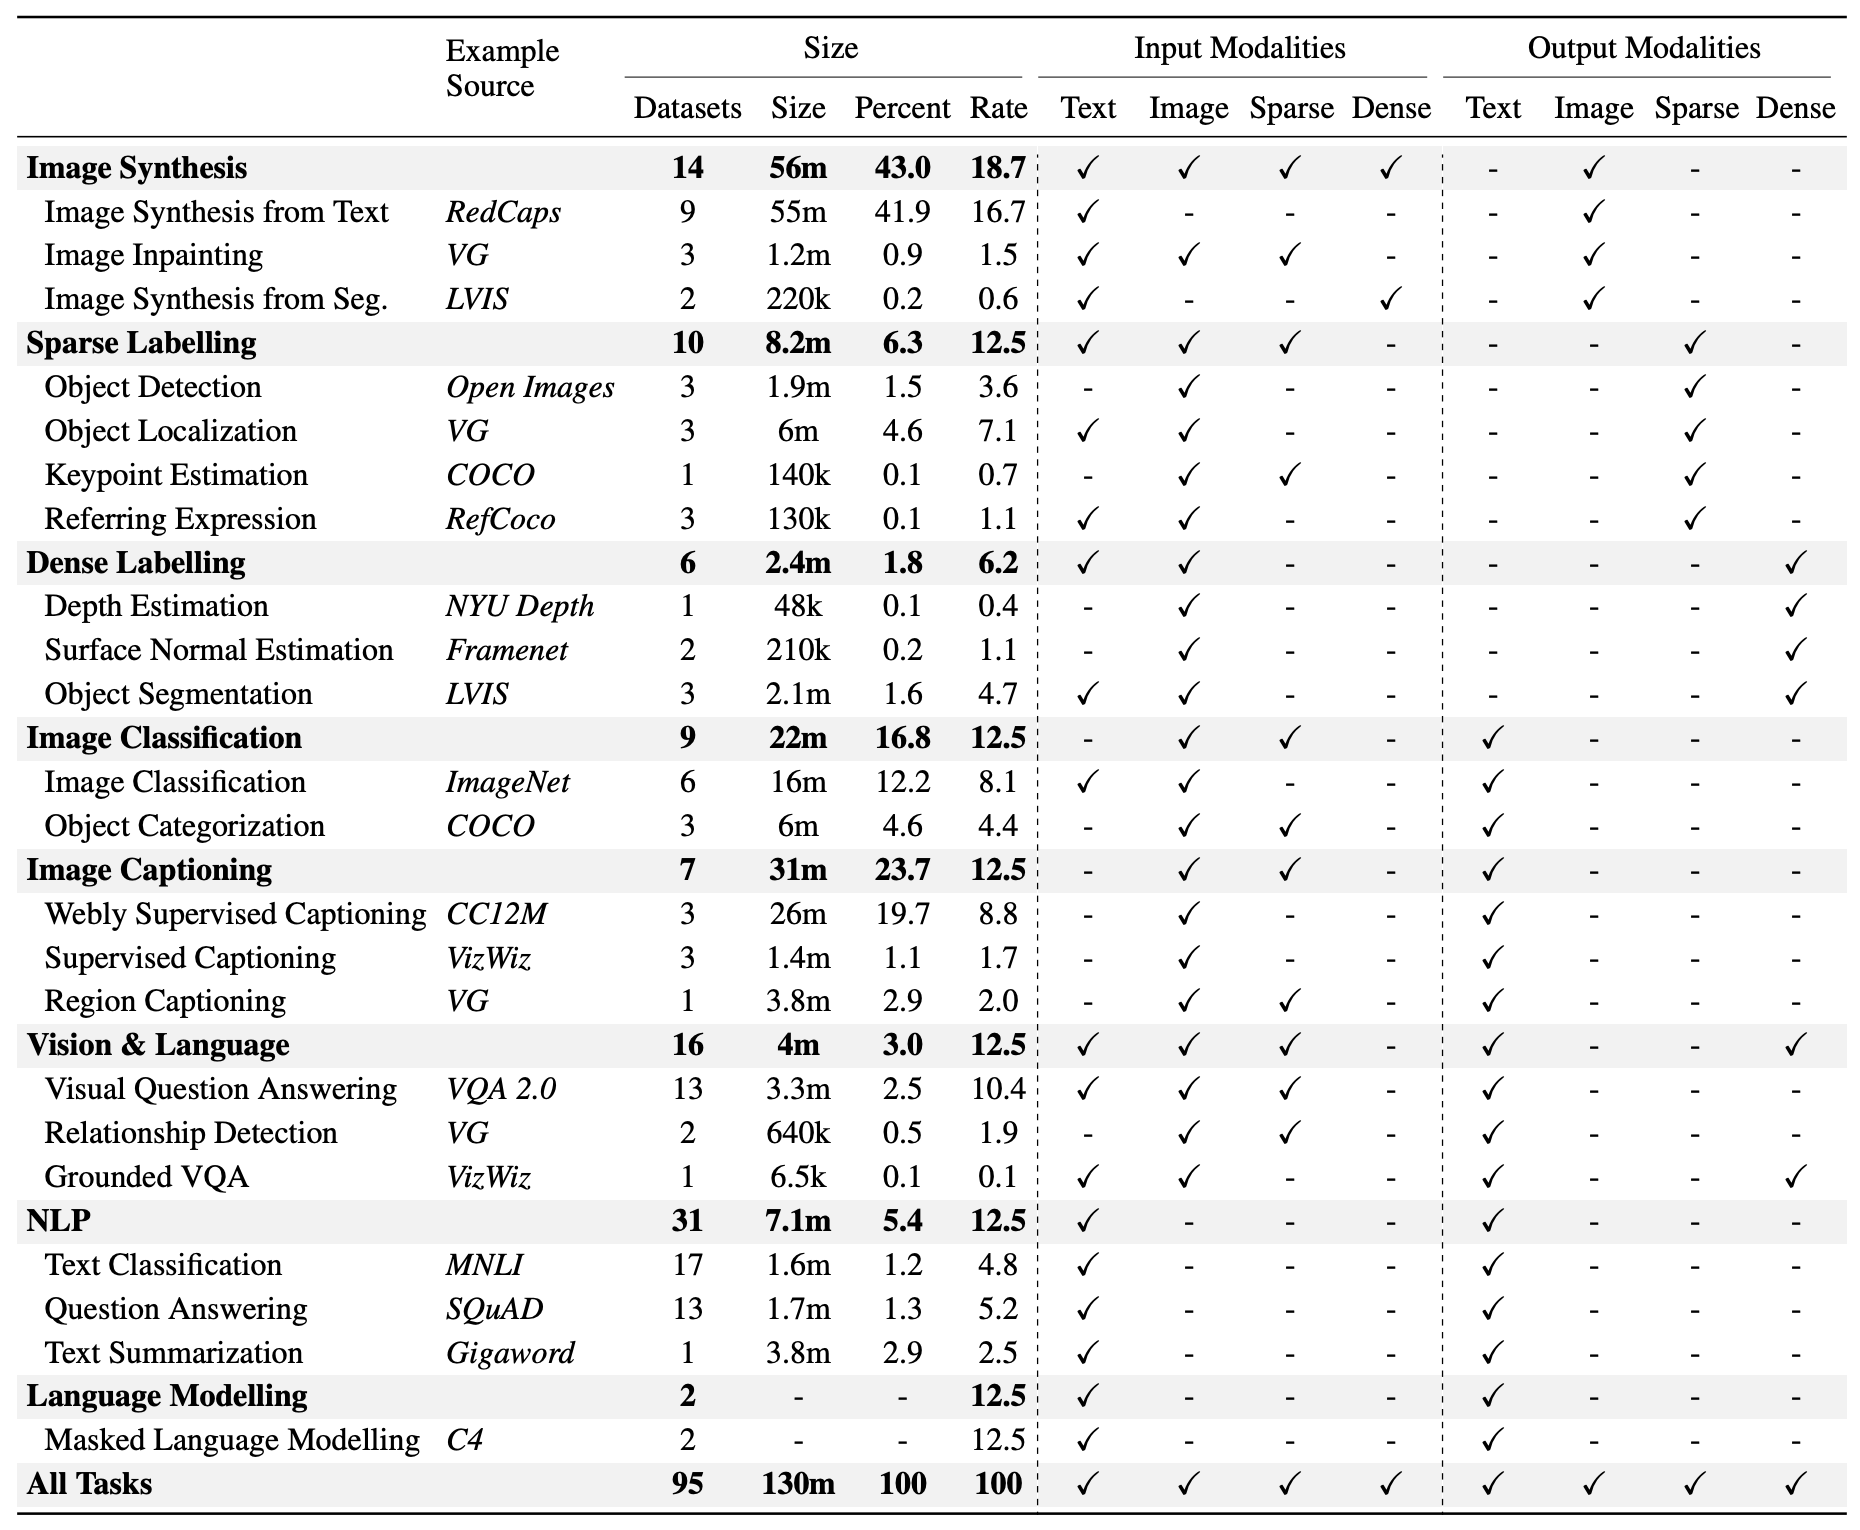 Example Source Size Input Modalities Output Modalities
Datasets Size Percent Rate Text Image Sparse Dense Text Image Sparse Dense
Image Synthesis 14 56m 43.0 18.7 ✓ ✓ ✓ ✓ - ✓ - -
Image Synthesis from Text RedCaps 9 55m 41.9 16.7 ✓ - - - - ✓ - -
Image Inpainting VG 3 1.2m 0.9 1.5 ✓ ✓ ✓ - - ✓ - -
Image Synthesis from Seg. LVIS 2 220k 0.2 0.6 ✓ - - ✓ - ✓ - -
Sparse Labelling 10 8.2m 6.3 12.5 ✓ ✓ ✓ - - - ✓ -
Object Detection Open Images 3 1.9m 1.5 3.6 - ✓ - - - - ✓ -
Object Localization VG 3 6m 4.6 7.1 ✓ ✓ - - - - ✓ -
Keypoint Estimation COCO 1 140k 0.1 0.7 - ✓ ✓ - - - ✓ -
Referring Expression RefCoco 3 130k 0.1 1.1 ✓ ✓ - - - - ✓ -
Dense Labelling 6 2.4m 1.8 6.2 ✓ ✓ - - - - - ✓
Depth Estimation NYU Depth 1 48k 0.1 0.4 - ✓ - - - - - ✓
Surface Normal Estimation Framenet 2 210k 0.2 1.1 - ✓ - - - - - ✓
Object Segmentation LVIS 3 2.1m 1.6 4.7 ✓ ✓ - - - - - ✓
Image Classification 9 22m 16.8 12.5 - ✓ ✓ - ✓ - - -
Image Classification ImageNet 6 16m 12.2 8.1 ✓ ✓ - - ✓ - - -
Object Categorization COCO 3 6m 4.6 4.4 - ✓ ✓ - ✓ - - -
Image Captioning 7 31m 23.7 12.5 - ✓ ✓ - ✓ - - -
Webly Supervised Captioning CC12M 3 26m 19.7 8.8 - ✓ - - ✓ - - -
Supervised Captioning VizWiz 3 1.4m 1.1 1.7 - ✓ - - ✓ - - -
Region Captioning VG 1 3.8m 2.9 2.0 - ✓ ✓ - ✓ - - -
Vision & Language 16 4m 3.0 12.5 ✓ ✓ ✓ - ✓ - - ✓
Visual Question Answering VQA 2.0 13 3.3m 2.5 10.4 ✓ ✓ ✓ - ✓ - - -
Relationship Detection VG 2 640k 0.5 1.9 - ✓ ✓ - ✓ - - -
Grounded VQA VizWiz 1 6.5k 0.1 0.1 ✓ ✓ - - ✓ - - ✓
NLP 31 7.1m 5.4 12.5 ✓ - - - ✓ - - -
Text Classification MNLI 17 1.6m 1.2 4.8 ✓ - - - ✓ - - -
Question Answering SQuAD 13 1.7m 1.3 5.2 ✓ - - - ✓ - - -
Text Summarization Gigaword 1 3.8m 2.9 2.5 ✓ - - - ✓ - - -
Language Modelling 2 - - 12.5 ✓ - - - ✓ - - -
Masked Language Modelling C4 2 - - 12.5 ✓ - - - ✓ - - -
All Tasks 95 130m 100 100 ✓ ✓ ✓ ✓ ✓ ✓ ✓ ✓